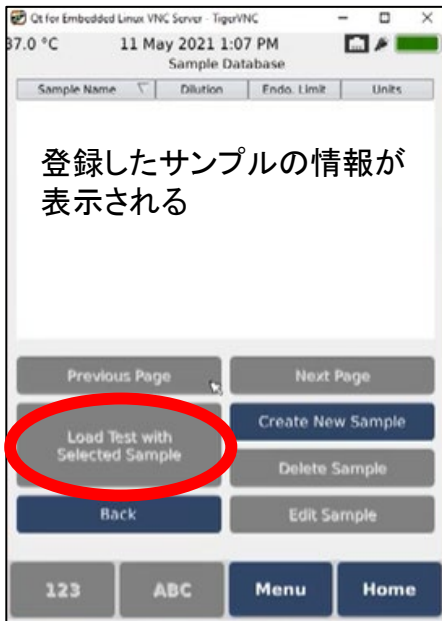 Qt for Embedded Linux VNC Server - TigerVNC
37.0 °C 11 May 2021 1:07 PM
Sample Database
Sample Name Dilution Endo. Limit Units
登録したサンプルの情報が
表示される
Previous Page Next Page
Load Test with
Selected Sample
Create New Sample
Delete Sample
Back Edit Sample
123 ABC Menu Home